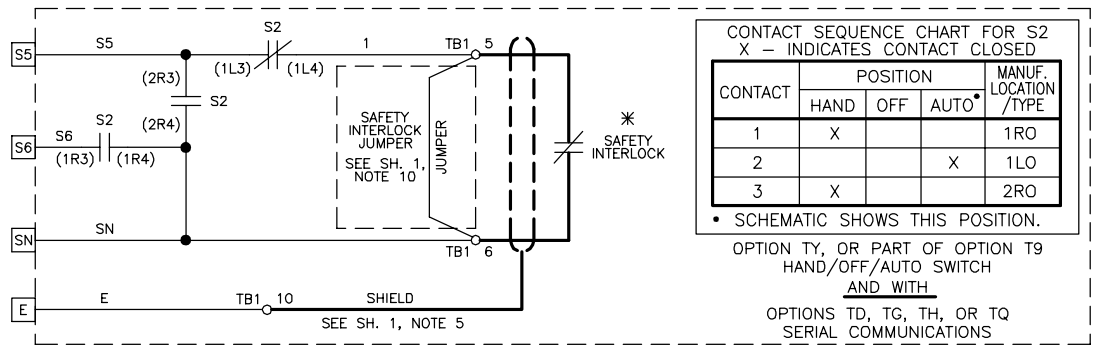 S5
S5
S2
1
TB1 5
(1L3) (1L4)
(2R3)
S2
(2R4)
S6
S6
S2
(1R3) (1R4)
SAFETY
INTERLOCK
JUMPER
SEE SH. 1,
NOTE 10
JUMPER
*
SAFETY
INTERLOCK
SN
SN
TB1 6
E
E
TB1 10
SHIELD
SEE SH. 1, NOTE 5
CONTACT SEQUENCE CHART FOR S2
X – INDICATES CONTACT CLOSED
CONTACT POSITION MANUF. LOCATION /TYPE
HAND OFF AUTO•
1 X 1RO
2 X 1LO
3 X 2RO
• SCHEMATIC SHOWS THIS POSITION.
OPTION TY, OR PART OF OPTION T9
HAND/OFF/AUTO SWITCH
AND WITH
OPTIONS TD, TG, TH, OR TQ
SERIAL COMMUNICATIONS